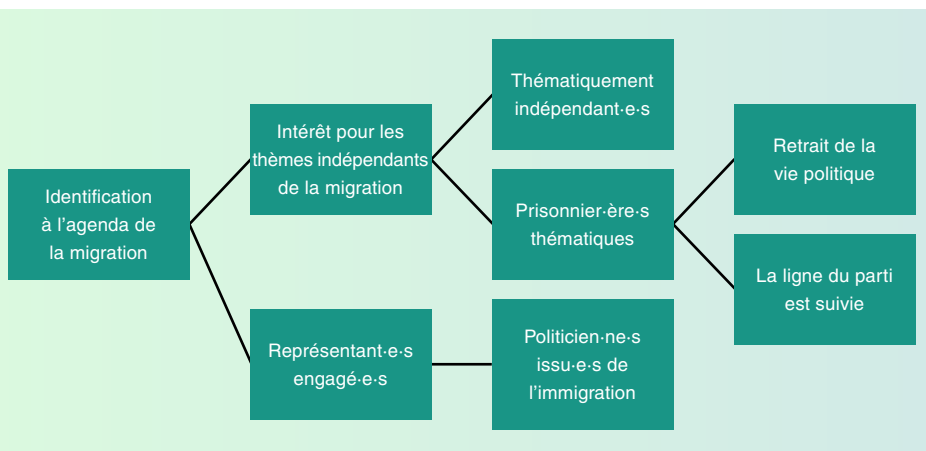 Identification
à l'agenda de
la migration
Intérêt pour les
thèmes indépendants
de la migration
Représentant·e·s
engagé·e·s
Thématiquement
indépendant·e·s
Prisonnier·ère·s
thématiques
Politicien·ne·s
issu·e·s de
l'immigration
Retrait de la
vie politique
La ligne du parti
est suivie